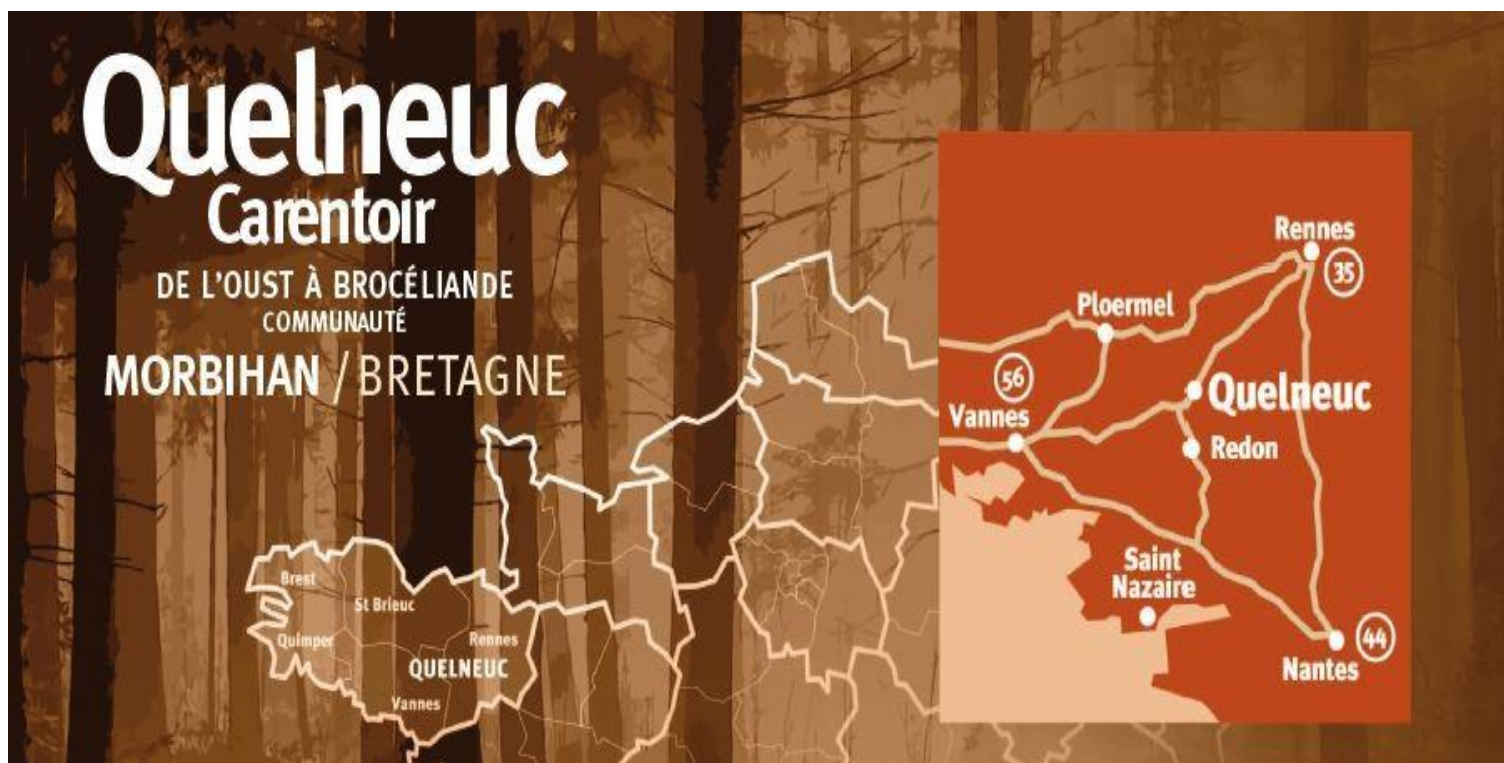 Quelneuc
Carentoir
DE L'OUST À BROCÉLIANDE
COMMUNAUTÉ
MORBIHAN / BRETAGNE
Brest
St Brieuc
Quimper
Rennes
QUELNEUC
Vannes
Rennes
35
Ploermel
56
Quelneuc
Vannes
Redon
Saint
Nazaire
44
Nantes